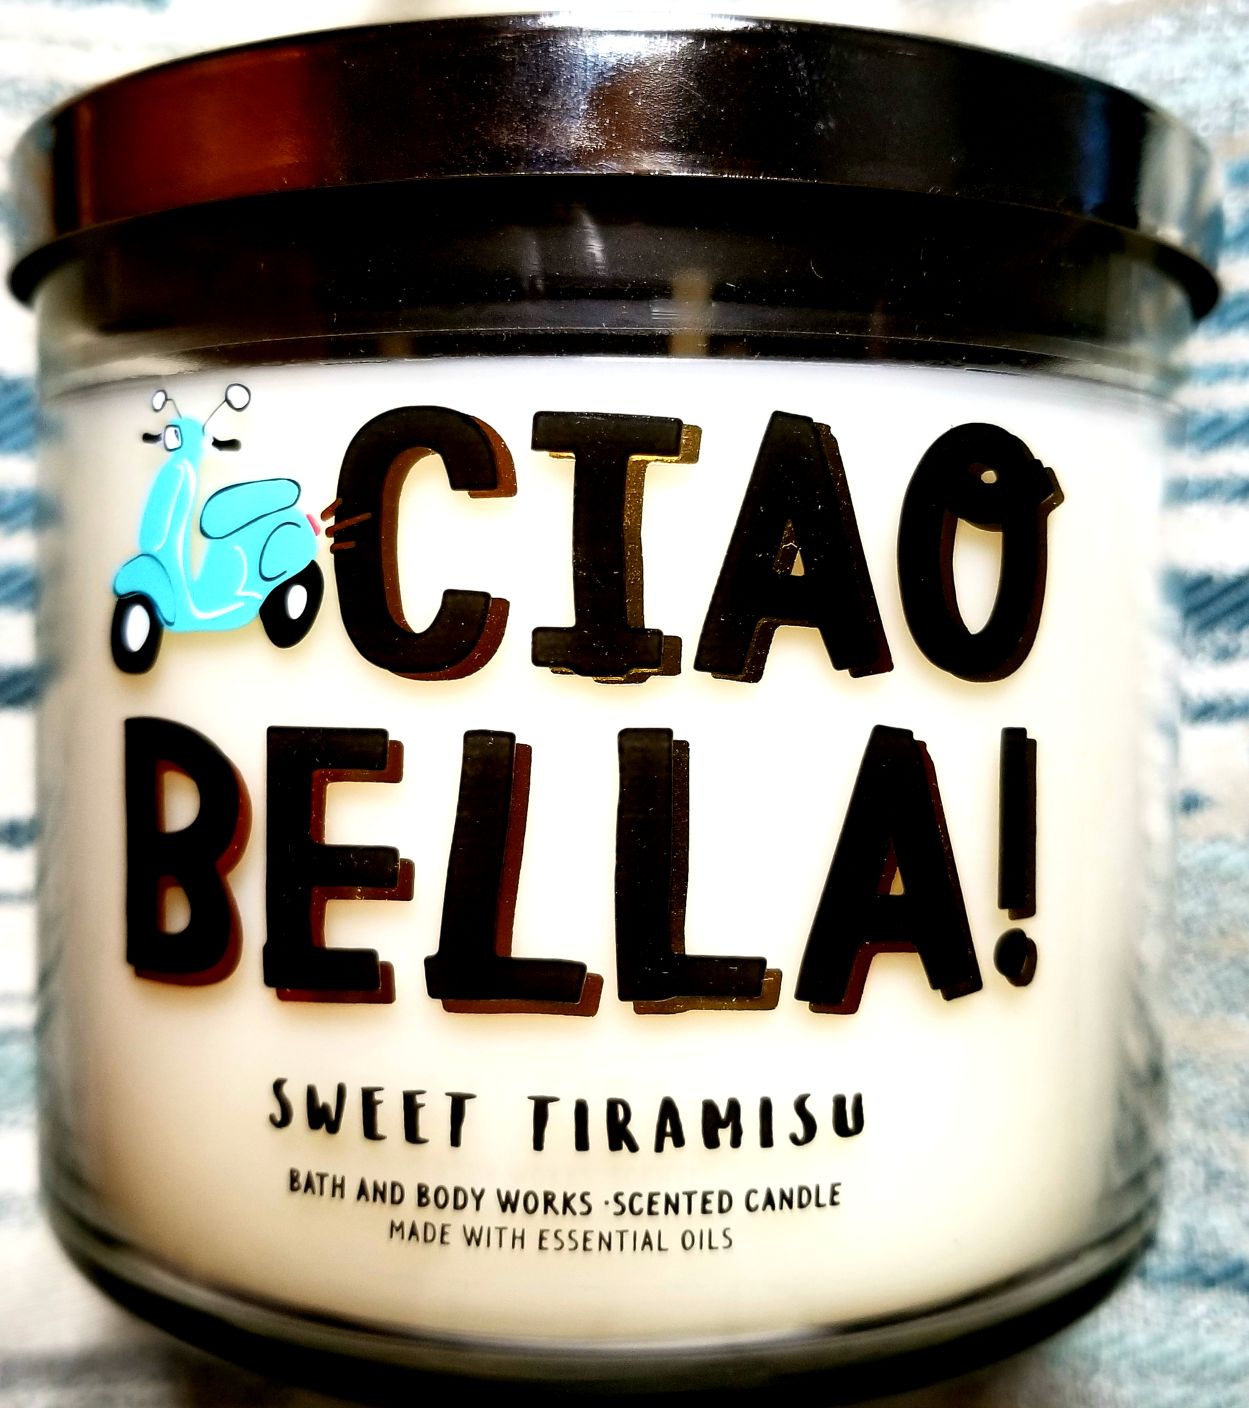 CIAO
BELLA!
SWEET TIRAMISU
BATH AND BODY WORKS ·SCENTED CANDLE
MADE WITH ESSENTIAL OILS